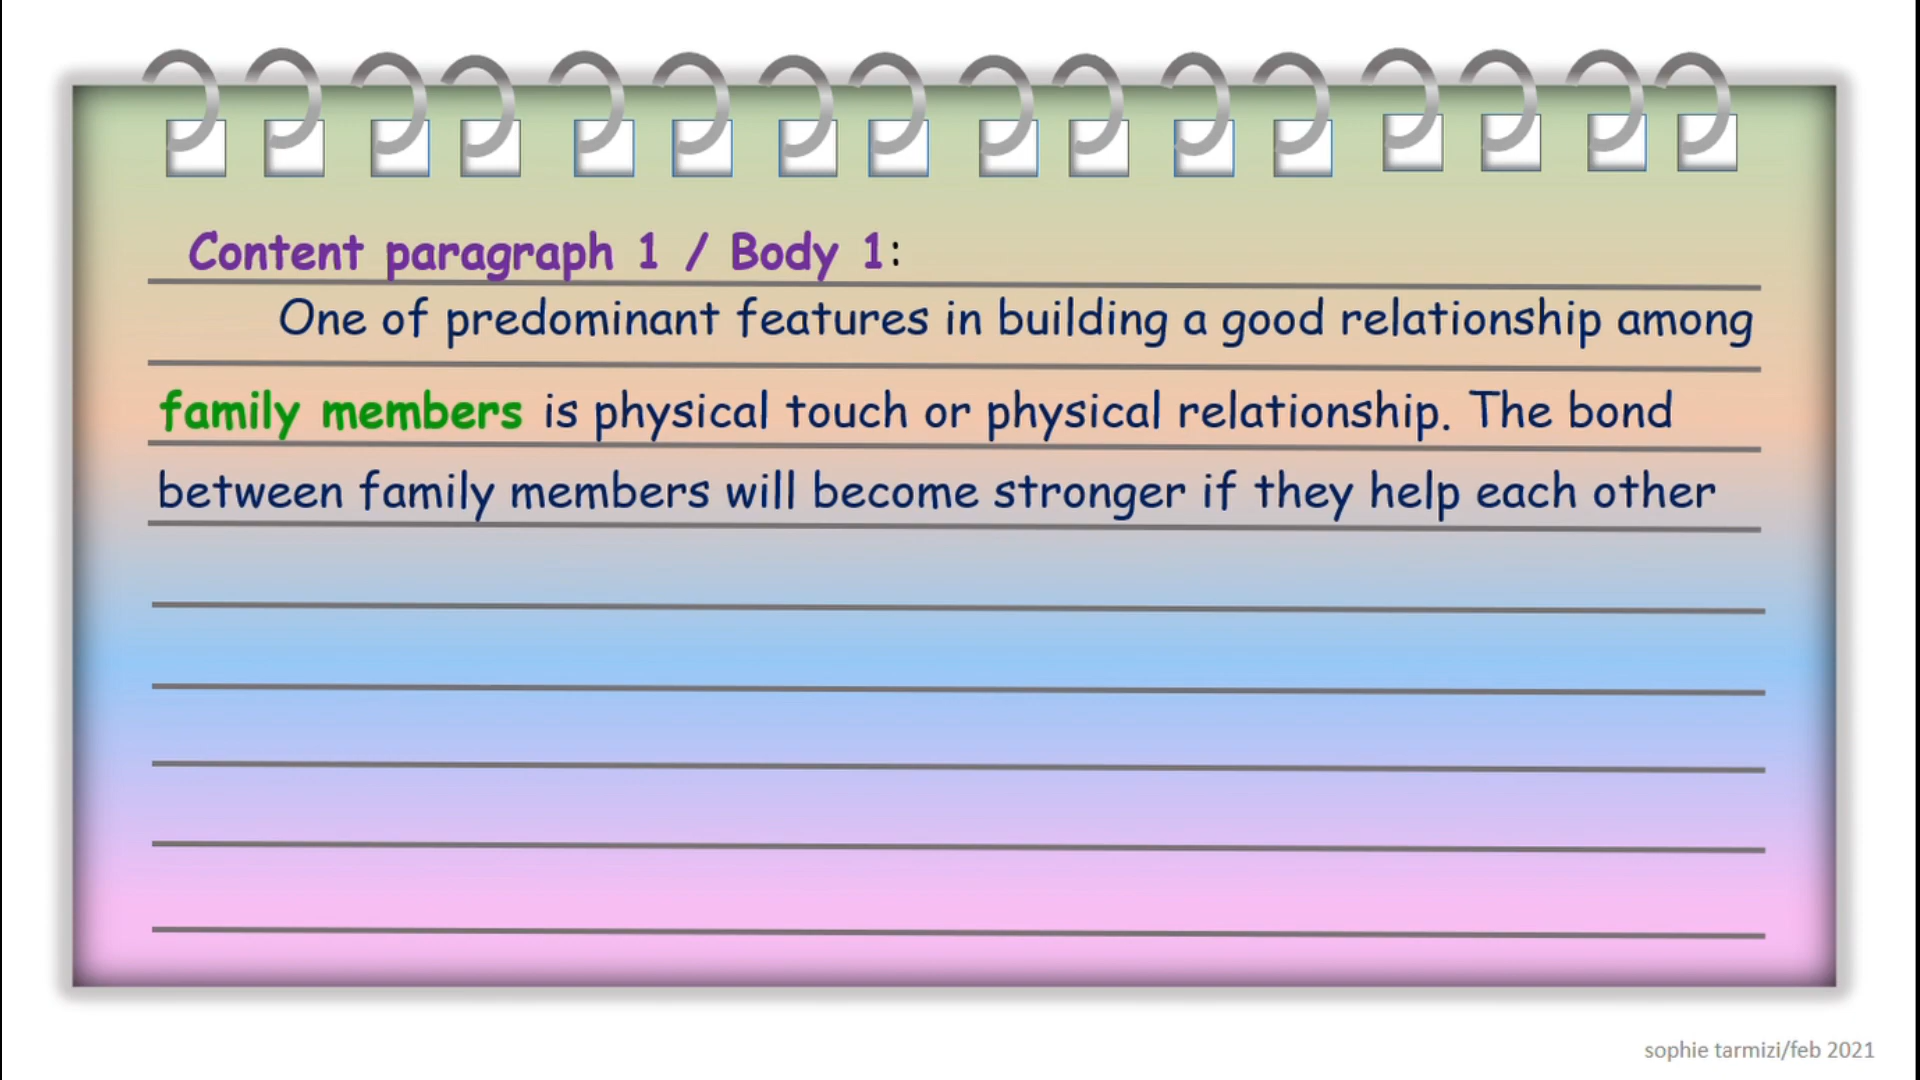 Content paragraph 1 / Body 1:
One of predominant features in building a good relationship among
family members is physical touch or physical relationship. The bond
between family members will become stronger if they help each other
sophie tarmizi/feb 2021